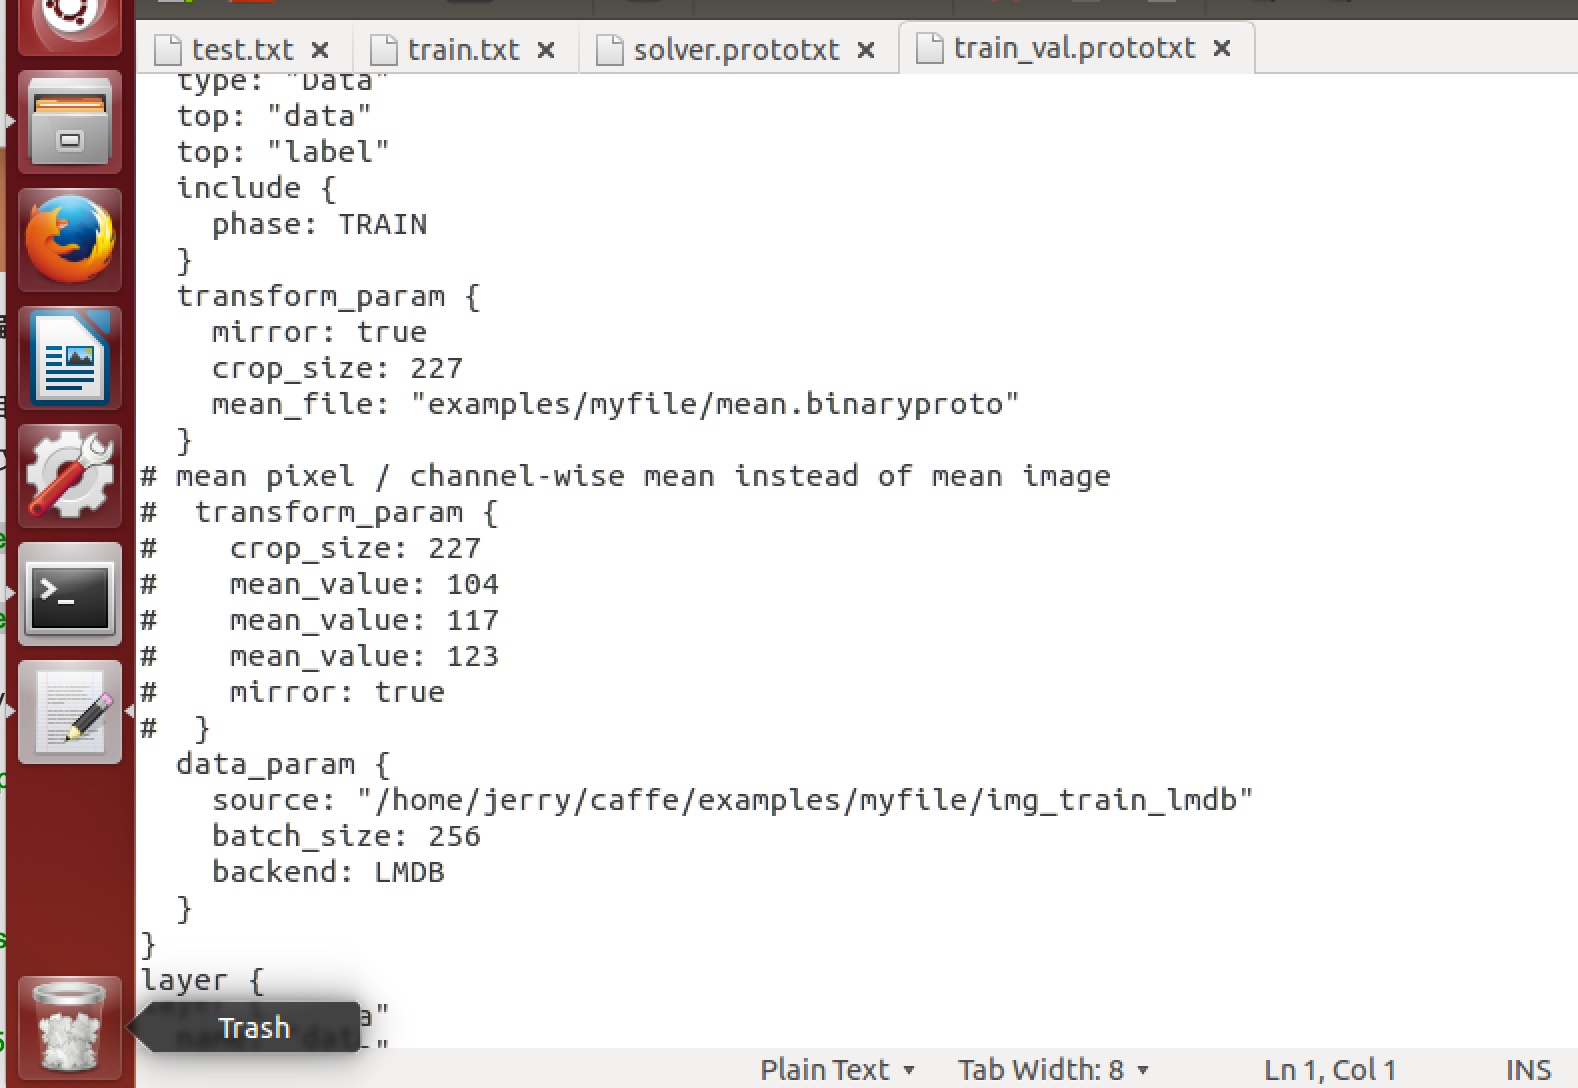 test.txt train.txt solver.prototxt train_val.prototxt
type: "Data"
top: "data"
top: "label"
include {
phase: TRAIN
}
transform_param {
mirror: true
crop_size: 227
mean_file: "examples/myfile/mean.binaryproto"
}
# mean pixel / channel-wise mean instead of mean image
# transform_param {
# crop_size: 227
# mean_value: 104
# mean_value: 117
# mean_value: 123
# mirror: true
# }
data_param {
source: "/home/jerry/caffe/examples/myfile/img_train_lmdb"
batch_size: 256
backend: LMDB
}
}
layer {
a"
Trash
Plain Text Tab Width: 8 Ln 1, Col 1 INS